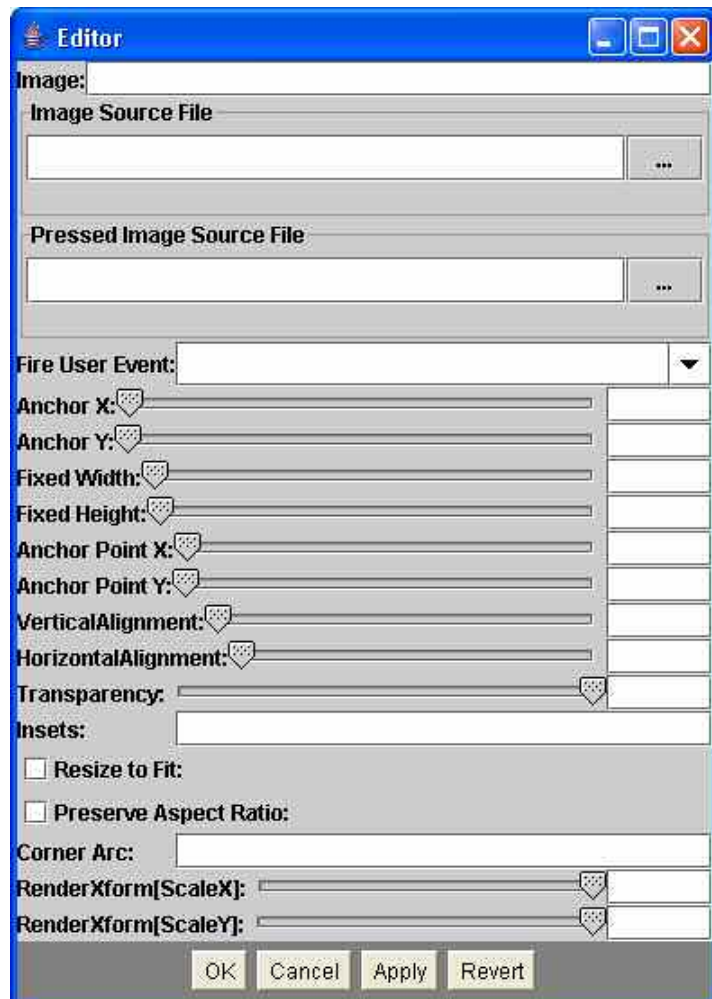 Editor
Image:
Image Source File
...
Pressed Image Source File
...
Fire User Event:
Anchor X:
Anchor Y:
Fixed Width:
Fixed Height:
Anchor Point X:
Anchor Point Y:
VerticalAlignment:
HorizontalAlignment:
Transparency:
Insets:
Resize to Fit:
Preserve Aspect Ratio:
Corner Arc:
RenderXform[ScaleX]:
RenderXform[ScaleY]:
OK Cancel Apply Revert